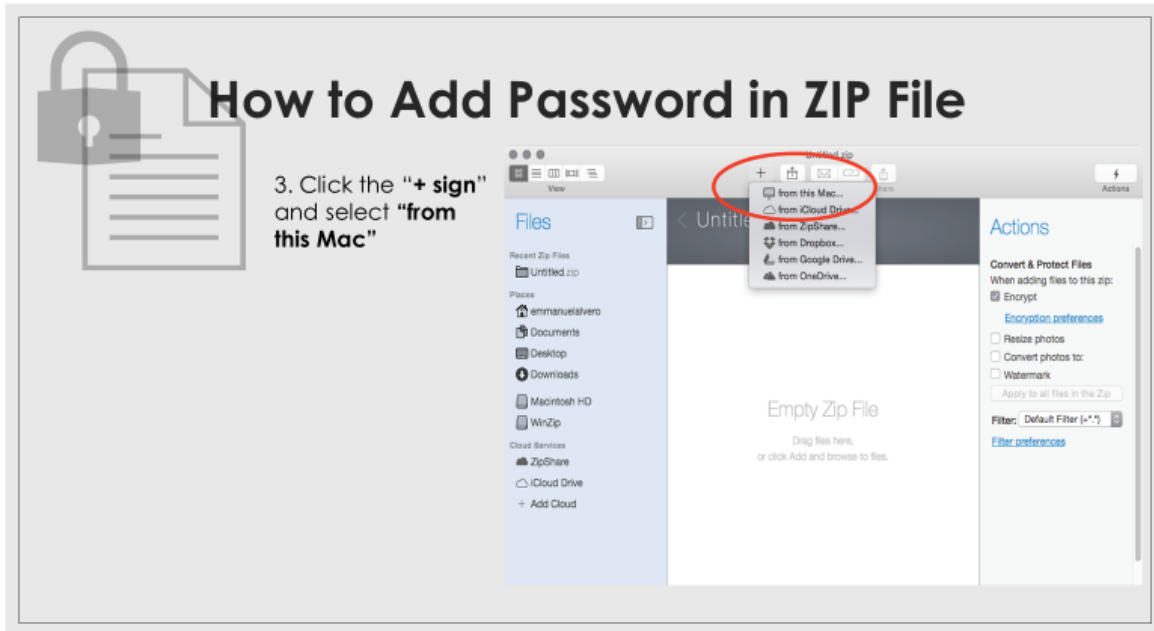 How to Add Password in ZIP File
3. Click the “+ sign”
and select “from
this Mac”
Untitled.zip
View
Share
Actions
from this Mac...
from iCloud Drive...
from ZipShare...
from Dropbox...
from Google Drive...
from OneDrive...
Files
Recent Zip Files
Untitled.zip
Places
emmanuelalvero
Documents
Desktop
Downloads
Macintosh HD
WinZip
Cloud Services
ZipShare
iCloud Drive
+ Add Cloud
Empty Zip File
Drag files here,
or click Add and browse to files.
Actions
Convert & Protect Files
When adding files to this zip:
Encrypt
Encryption preferences
Resize photos
Convert photos to:
Watermark
Apply to all files in the Zip
Filter: Default Filter (+*.*)
Filter preferences